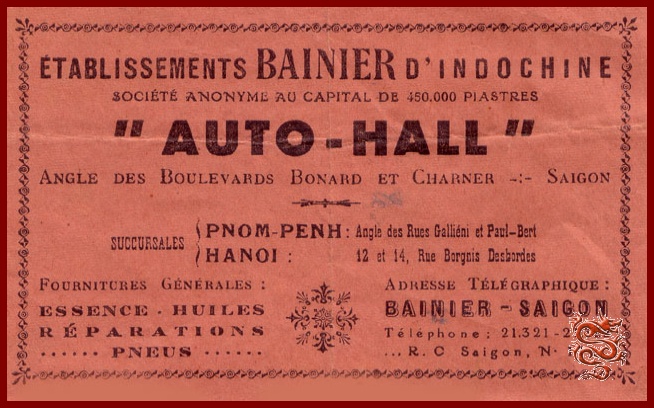 ÉTABLISSEMENTS BAINIER D'INDOCHINE
SOCIÉTÉ ANONYME AU CAPITAL DE 450.000 PIASTRES
" AUTO-HALL "
ANGLE DES BOULEVARDS BONARD ET CHARNER -:- SAIGON
SUCCURSALES
PNOM-PENH : Angle des Rues Galliéni et Paul-Bert
HANOI : 12 et 14, Rue Borgnis Desbordes
FOURNITURES GÉNÉRALES :
ESSENCE - HUILES
RÉPARATIONS
...... PNEUS ......
ADRESSE TÉLÉGRAPHIQUE :
BAINIER - SAIGON
Téléphone : 21.321-2
... R. C Saigon, N·